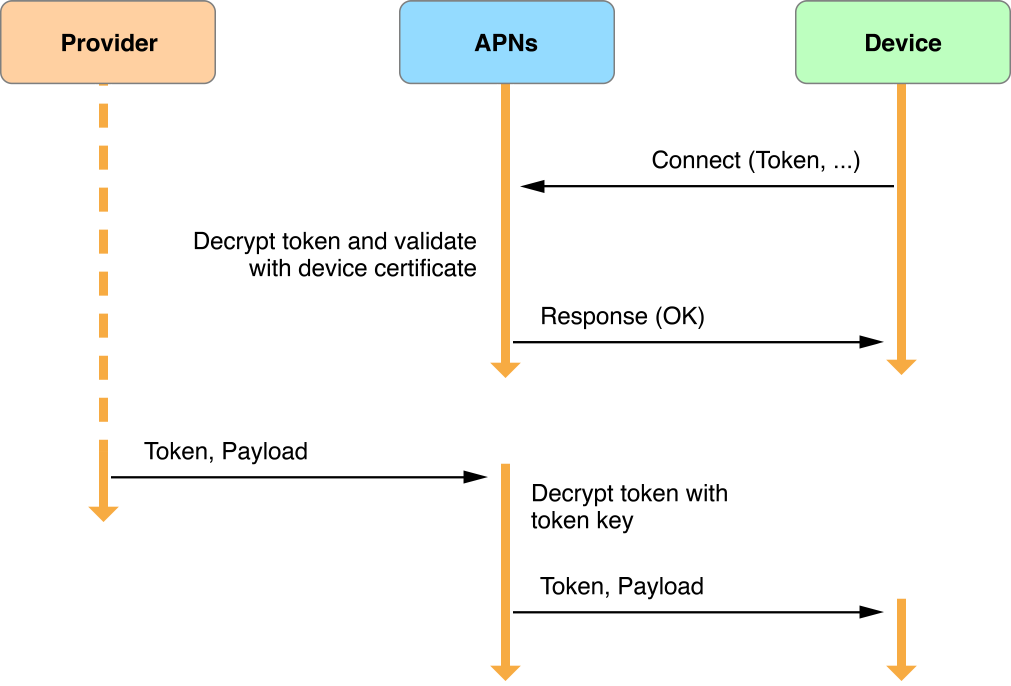 Provider
APNs
Device
Connect (Token, ...)
Decrypt token and validate
with device certificate
Response (OK)
Token, Payload
Decrypt token with
token key
Token, Payload